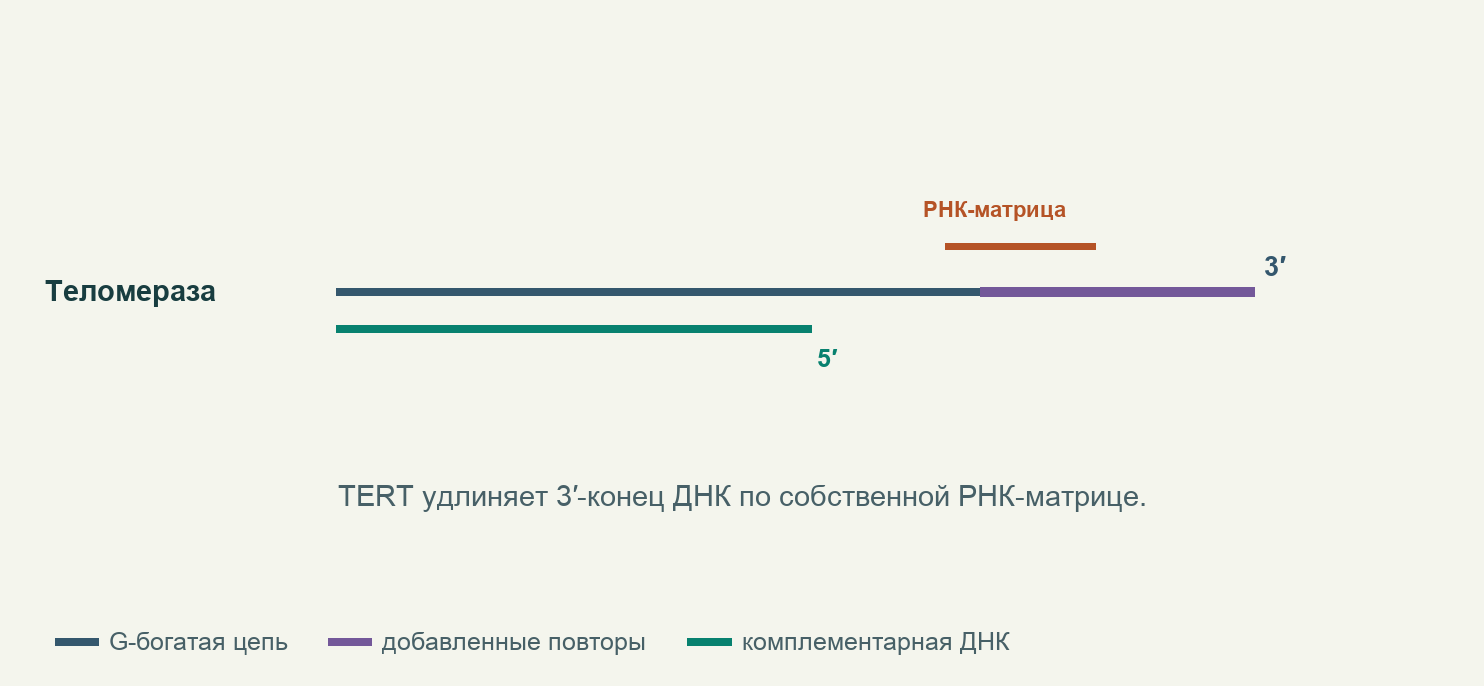 РНК-матрица
3′
Теломераза
5′
TERT удлиняет 3′-конец ДНК по собственной РНК-матрице.
G-богатая цепь
добавленные повторы
комплементарная ДНК